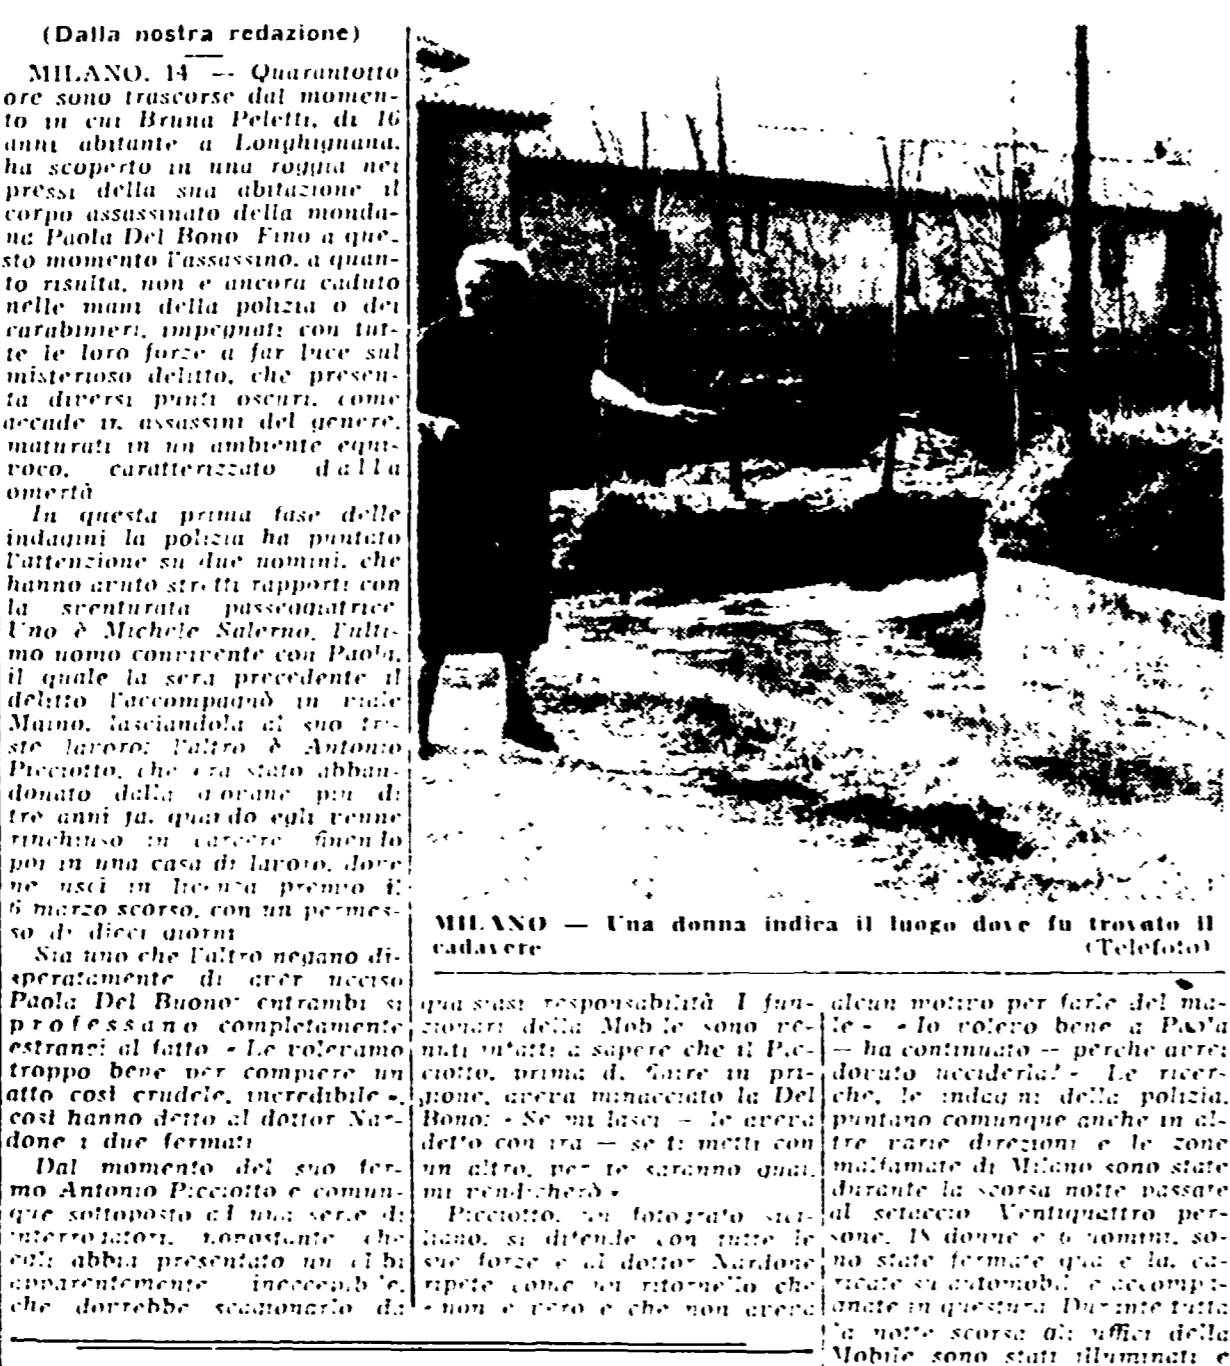 (Dalla nostra redazione)
MILANO, 14 — Quarantotto
ore sono trascorse dal momen-
to in cui Bruna Peletti, di 16
anni abitante a Longhignana,
ha scoperto in una roggia nei
pressi della sua abitazione il
corpo assassinato della monda-
na Paola Del Bono Fino a que-
sto momento l'assassino, a quan-
to risulta, non è ancora caduto
nelle mani della polizia o dei
carabinieri, impegnati con tut-
te le loro forze a far luce sul
misterioso delitto, che presen-
ta diversi punti oscuri, come
accade in assassini del genere,
maturati in un ambiente equi-
voco, caratterizzato dalla
omertà
In questa prima fase delle
indagini la polizia ha puntato
l'attenzione su due uomini, che
hanno avuto stretti rapporti con
la sventurata passeggiatrice
Uno è Michele Salerno, l'ulti-
mo uomo convivente con Paola,
il quale la sera precedente il
delitto l'accompagnò in viale
Maino, lasciandola al suo tri-
ste lavoro; l'altro è Antonio
Picciotto, che era stato abban-
donato dalla giovane più di
tre anni fa, quando egli venne
rinchiuso in carcere finendo
poi in una casa di lavoro, dove
ne uscì in licenza premio il
6 marzo scorso, con un permes-
so di dieci giorni
Sia uno che l'altro negano di-
speratamente di aver ucciso
Paola Del Buono: entrambi si
professano completamente
estranei al fatto « Le volevamo
troppo bene per compiere un
atto così crudele, incredibile »,
così hanno detto al dottor Nar-
done i due fermati
Dal momento del suo fer-
mo Antonio Picciotto è comun-
que sottoposto ad una serie di
interrogatori, nonostante che
egli abbia presentato un alibi
apparentemente ineccepibile,
che dovrebbe scagionarlo da
MILANO — Una donna indica il luogo dove fu trovato il
cadavere (Telefoto)
qualsiasi responsabilità I fun-
zionari della Mobile sono ve-
nuti infatti a sapere che il Pic-
ciotto, prima di finire in pri-
gione, aveva minacciato la Del
Bono: « Se mi lasci — le aveva
detto con ira — se ti metti con
un altro, per te saranno guai,
mi vendicherò »
Picciotto, un fotografo sici-
liano, si difende con tutte le
sue forze e al dottor Nardone
ripete come un ritornello che
« non è vero e che non aveva
alcun motivo per farle del ma-
le » « Io volevo bene a Paola
— ha continuato — perchè avrei
dovuto ucciderla? » Le ricer-
che, le indagini della polizia,
puntano comunque anche in al-
tre varie direzioni e le zone
malfamate di Milano sono state
durante la scorsa notte passate
al setaccio Ventiquattro per-
sone, 18 donne e 6 uomini, so-
no state fermate qua e là, ca-
ricate su automobili e accompa-
gnate in questura Durante tutta
la notte scorsa gli uffici della
Mobile sono stati illuminati e